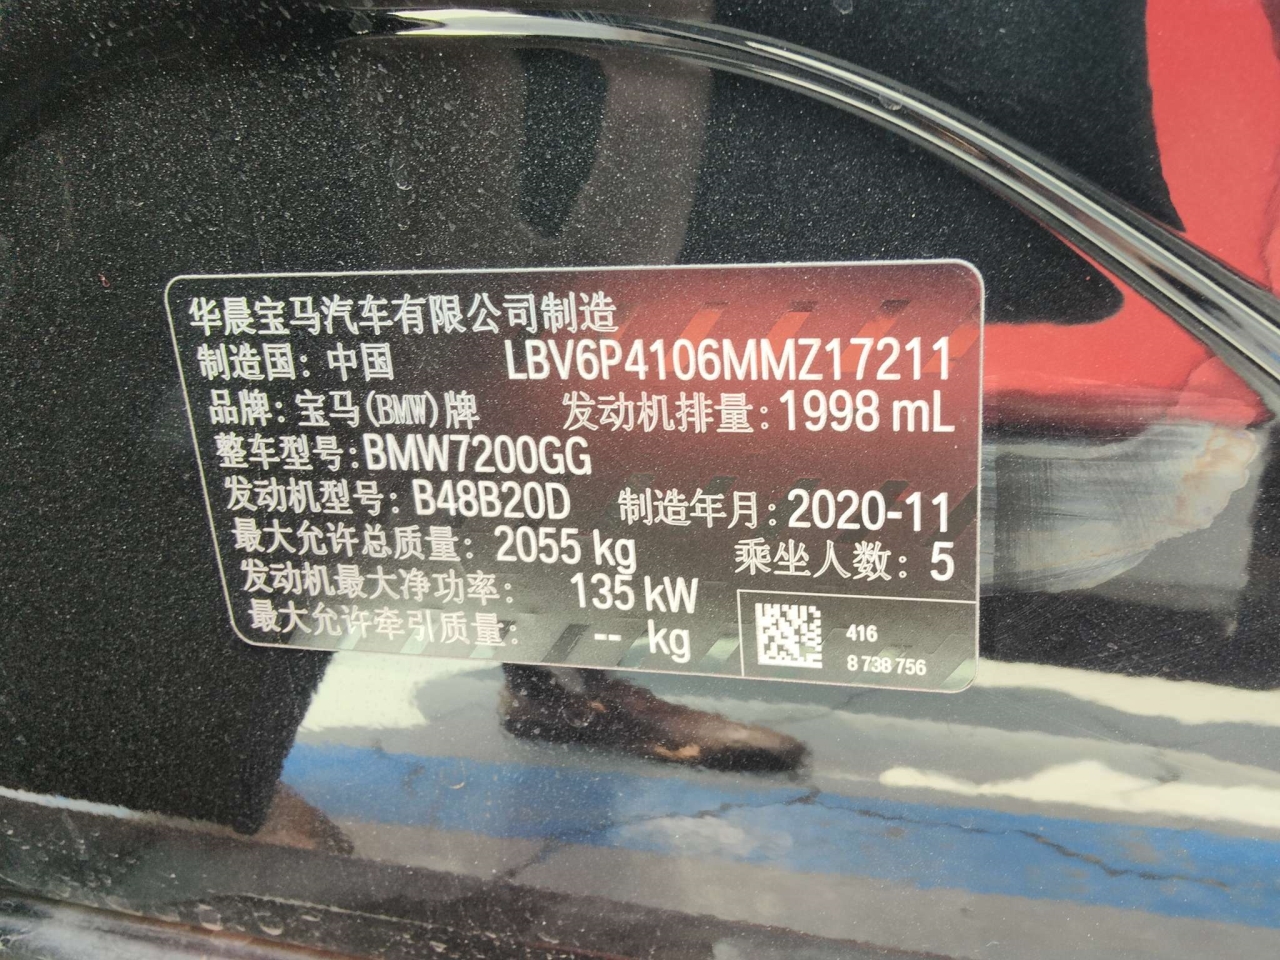 华晨宝马汽车有限公司制造
制造国：中国 LBV6P4106MMZ17211
品牌：宝马(BMW)牌 发动机排量：1998 mL
整车型号：BMW7200GG
发动机型号：B48B20D 制造年月：2020-11
最大允许总质量：2055 kg 乘坐人数：5
发动机最大净功率：135 kW
最大允许牵引质量：-- kg
416
8 738 756